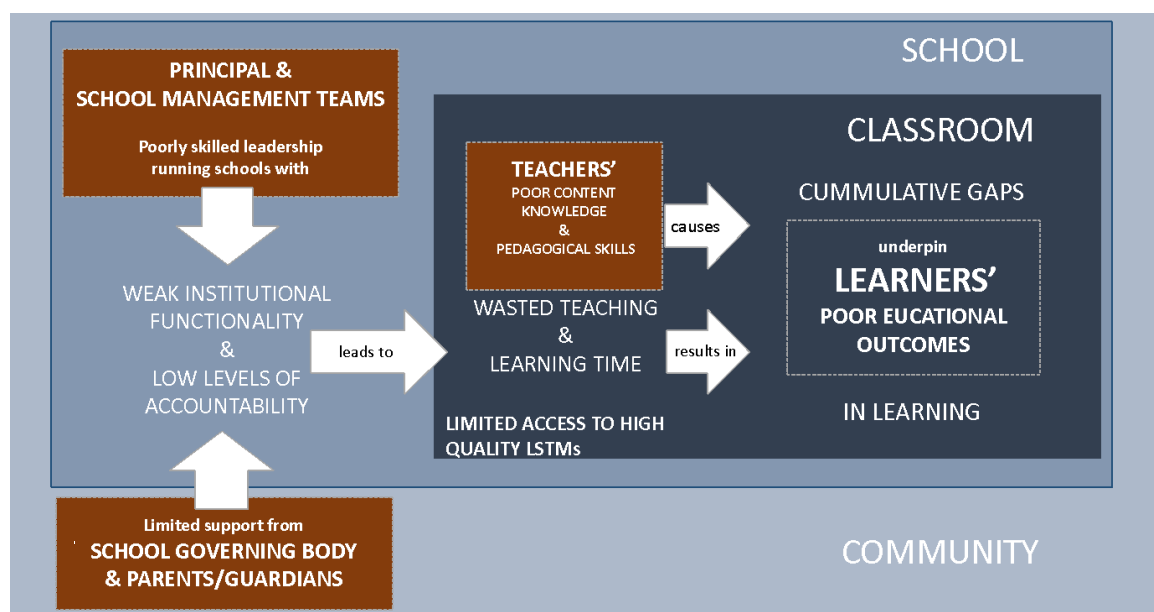 SCHOOL
PRINCIPAL &
SCHOOL MANAGEMENT TEAMS
Poorly skilled leadership
running schools with
WEAK INSTITUTIONAL
FUNCTIONALITY
&
LOW LEVELS OF
ACCOUNTABILITY
Limited support from
SCHOOL GOVERNING BODY
& PARENTS/GUARDIANS
leads to
CLASSROOM
TEACHERS’
POOR CONTENT
KNOWLEDGE
&
PEDAGOGICAL SKILLS
WASTED TEACHING
&
LEARNING TIME
LIMITED ACCESS TO HIGH
QUALITY LSTMs
causes
results in
CUMMULATIVE GAPS
underpin
LEARNERS’
POOR EUCATIONAL
OUTCOMES
IN LEARNING
COMMUNITY